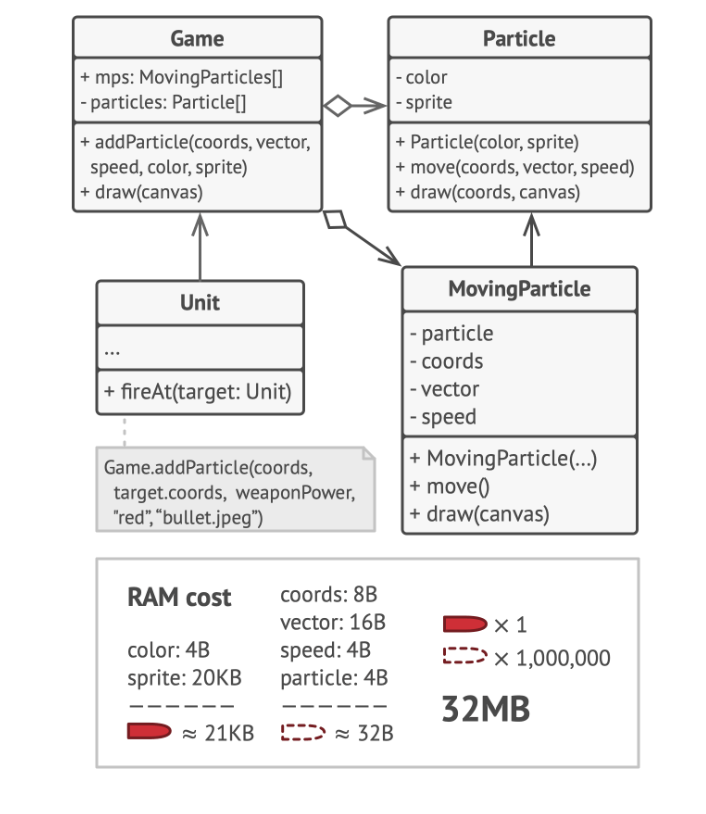 Game
+ mps: MovingParticles[]
- particles: Particle[]
+ addParticle(coords, vector,
speed, color, sprite)
+ draw(canvas)
Particle
- color
- sprite
+ Particle(color, sprite)
+ move(coords, vector, speed)
+ draw(coords, canvas)
Unit
...
+ fireAt(target: Unit)
Game.addParticle(coords,
target.coords, weaponPower,
"red", “bullet.jpeg”)
MovingParticle
- particle
- coords
- vector
- speed
+ MovingParticle(...)
+ move()
+ draw(canvas)
RAM cost
color: 4B
sprite: 20KB
≈ 21KB
coords: 8B
vector: 16B
speed: 4B
particle: 4B
≈ 32B
× 1
× 1,000,000
32MB